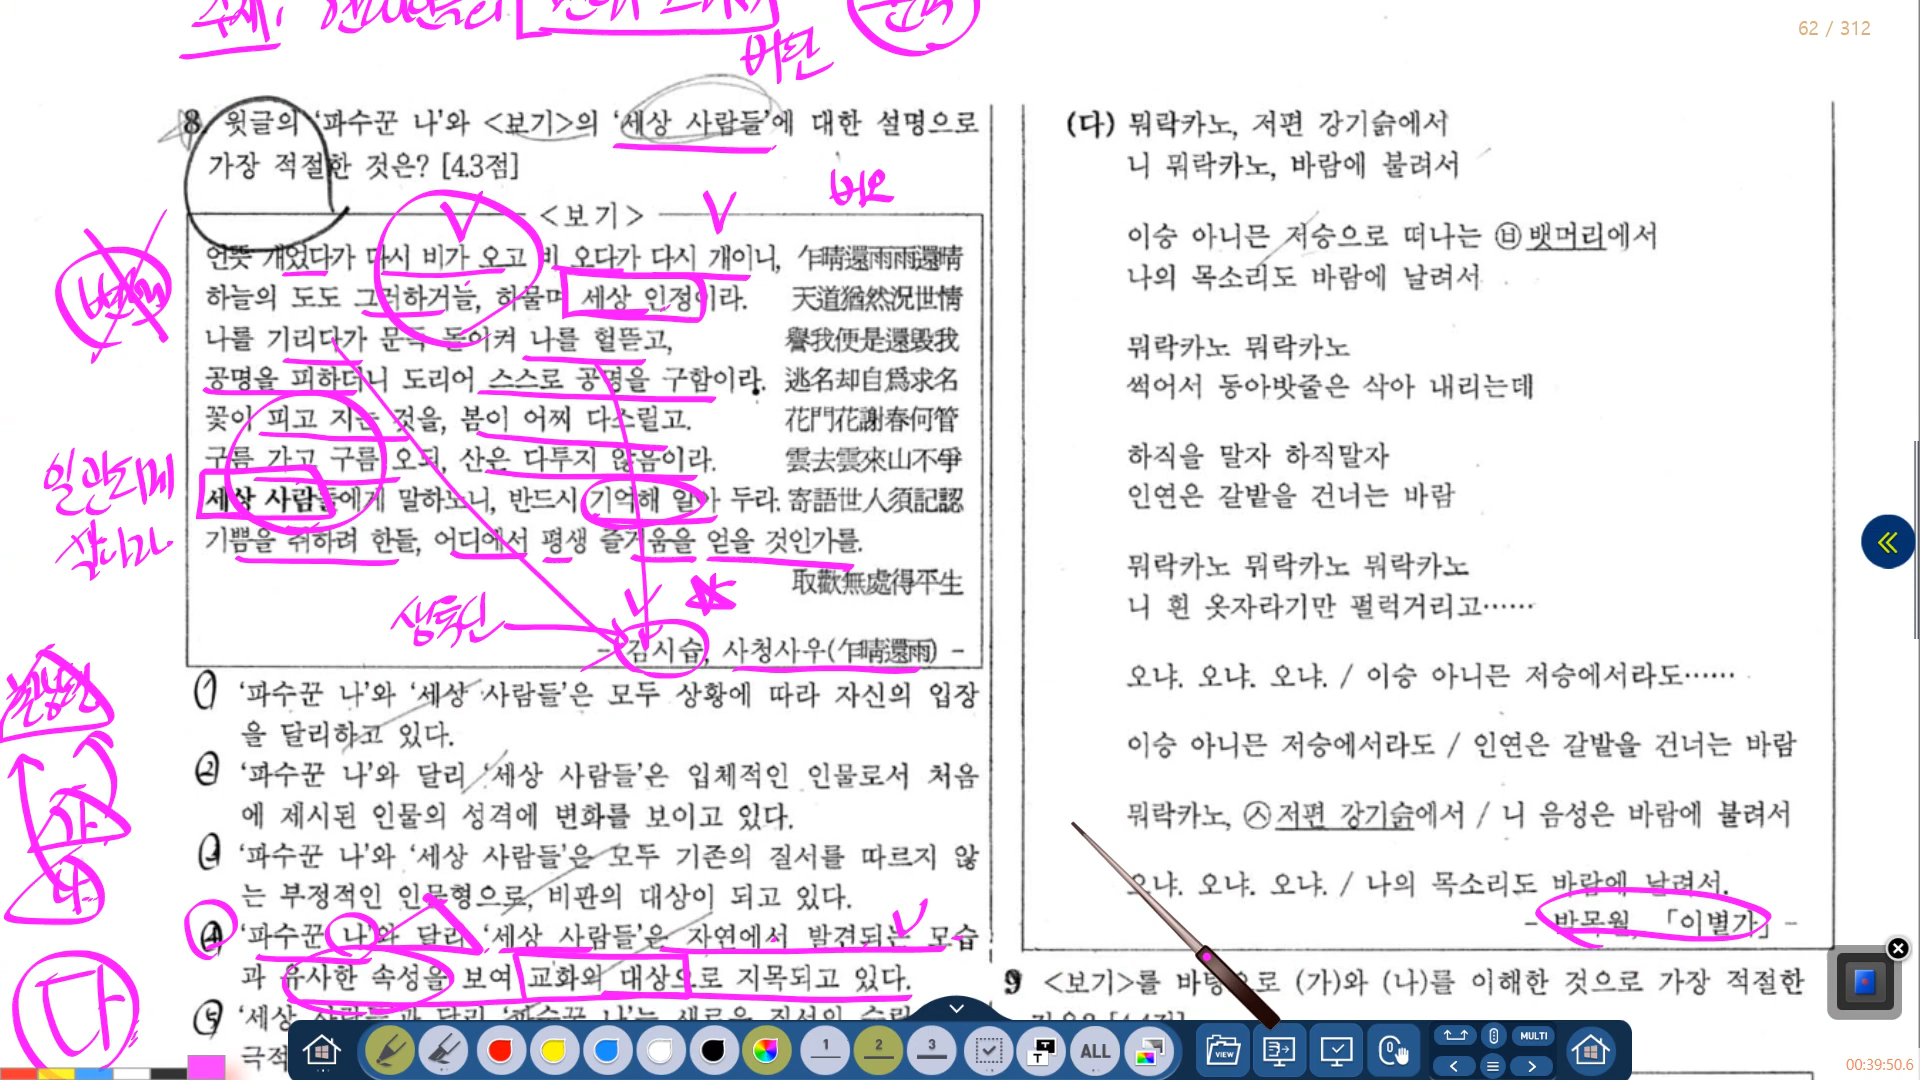 62 / 312
버린
8. 윗글의 '파수꾼 나'와 <보기>의 '세상 사람들'에 대한 설명으로
가장 적절한 것은? [4.3점]
<보기>
언뜻 개었다가 다시 비가 오고 비 오다가 다시 개이니, 乍晴還雨雨還晴
하늘의 도도 그러하거늘, 하물며 세상 인정이라. 天道猶然況世情
나를 기리다가 문득 돌이켜 나를 헐뜯고, 譽我便是還毀我
공명을 피하더니 도리어 스스로 공명을 구함이라. 逃名却自爲求名
꽃이 피고 지는 것을, 봄이 어찌 다스릴고. 花門花謝春何管
구름 가고 구름 오되, 산은 다투지 않음이라. 雲去雲來山不爭
세상 사람들에게 말하노니, 반드시 기억해 알아 두라. 寄語世人須記認
기쁨을 취하려 한들, 어디에서 평생 즐거움을 얻을 것인가를.
取歡無處得平生
생육신
- 김시습, 사청사우(乍晴還雨) -
일관되게
① '파수꾼 나'와 '세상 사람들'은 모두 상황에 따라 자신의 입장
을 달리하고 있다.
② '파수꾼 나'와 달리 '세상 사람들'은 입체적인 인물로서 처음
에 제시된 인물의 성격에 변화를 보이고 있다.
③ '파수꾼 나'와 '세상 사람들'은 모두 기존의 질서를 따르지 않
는 부정적인 인물형으로, 비판의 대상이 되고 있다.
④ '파수꾼 나'와 달리 '세상 사람들'은 자연에서 발견되는 모습
과 유사한 속성을 보여 교화의 대상으로 지목되고 있다.
다
(다) 뭐락카노, 저편 강기슭에서
니 뭐락카노, 바람에 불려서
이승 아니믄 저승으로 떠나는 ㉥뱃머리에서
나의 목소리도 바람에 날려서
뭐락카노 뭐락카노
썩어서 동아밧줄은 삭아 내리는데
하직을 말자 하직말자
인연은 갈밭을 건너는 바람
뭐락카노 뭐락카노 뭐락카노
니 흰 옷자라기만 펄럭거리고……
오냐. 오냐. 오냐. / 이승 아니믄 저승에서라도……
이승 아니믄 저승에서라도 / 인연은 갈밭을 건너는 바람
뭐락카노, ㉦저편 강기슭에서 / 니 음성은 바람에 불려서
오냐. 오냐. 오냐. / 나의 목소리도 바람에 날려서.
- 박목월, 「이별가」 -
9 <보기>를 바탕으로 (가)와 (나)를 이해한 것으로 가장 적절한
1
2
3
T
T
ALL
VIEW
MULTI
00:39:50.6